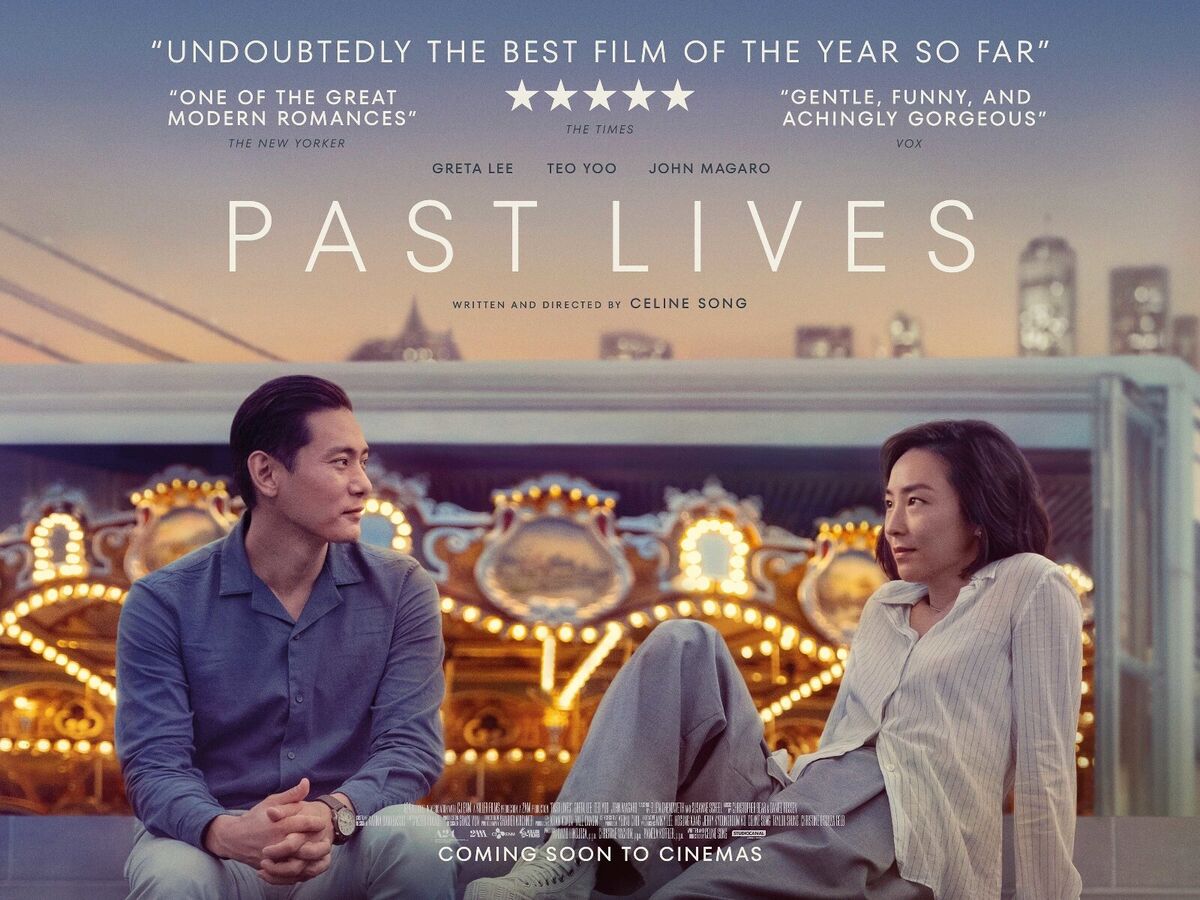 “UNDOUBTEDLY THE BEST FILM OF THE YEAR SO FAR”
“ONE OF THE GREAT
MODERN ROMANCES”
THE NEW YORKER
★★★★★
THE TIMES
“GENTLE, FUNNY, AND
ACHINGLY GORGEOUS”
VOX
GRETA LEE TEO YOO JOHN MAGARO
PAST LIVES
WRITTEN AND DIRECTED BY CELINE SONG
A24
STUDIOCANAL
COMING SOON TO CINEMAS